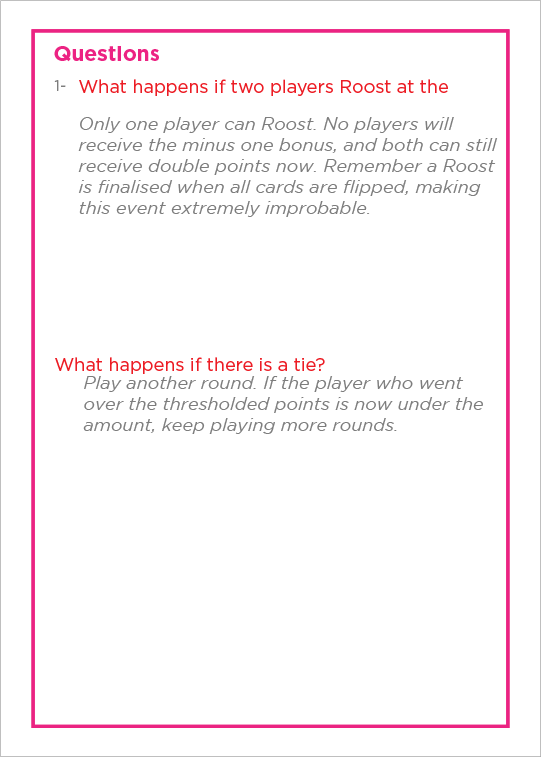 Questions
1- What happens if two players Roost at the
Only one player can Roost. No players will
receive the minus one bonus, and both can still
receive double points now. Remember a Roost
is finalised when all cards are flipped, making
this event extremely improbable.
What happens if there is a tie?
Play another round. If the player who went
over the thresholded points is now under the
amount, keep playing more rounds.